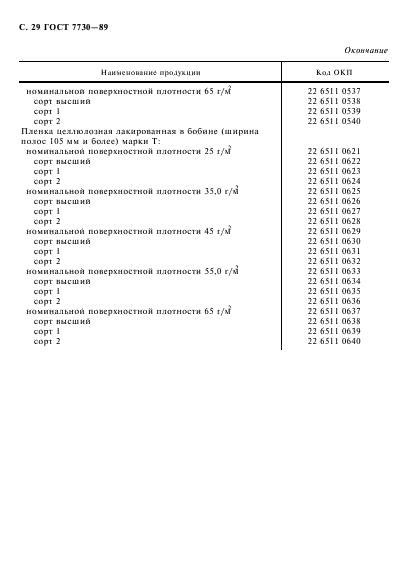 С. 29 ГОСТ 7730—89
Окончание
Наименование продукции Код ОКП
номинальной поверхностной плотности 65 г/м² 22 6511 0537
сорт высший 22 6511 0538
сорт 1 22 6511 0539
сорт 2 22 6511 0540
Пленка целлюлозная лакированная в бобине (ширина
полос 105 мм и более) марки Т:
номинальной поверхностной плотности 25 г/м² 22 6511 0621
сорт высший 22 6511 0622
сорт 1 22 6511 0623
сорт 2 22 6511 0624
номинальной поверхностной плотности 35,0 г/м² 22 6511 0625
сорт высший 22 6511 0626
сорт 1 22 6511 0627
сорт 2 22 6511 0628
номинальной поверхностной плотности 45 г/м² 22 6511 0629
сорт высший 22 6511 0630
сорт 1 22 6511 0631
сорт 2 22 6511 0632
номинальной поверхностной плотности 55,0 г/м² 22 6511 0633
сорт высший 22 6511 0634
сорт 1 22 6511 0635
сорт 2 22 6511 0636
номинальной поверхностной плотности 65 г/м² 22 6511 0637
сорт высший 22 6511 0638
сорт 1 22 6511 0639
сорт 2 22 6511 0640